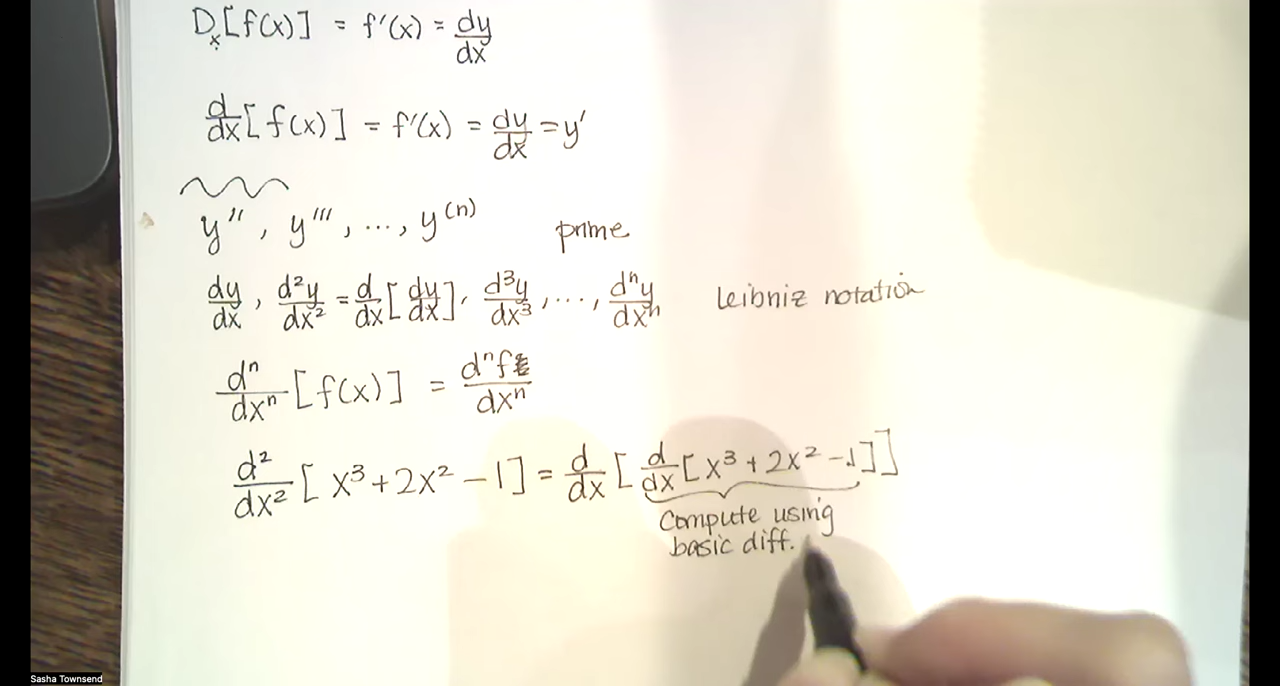 Dₓ[f(x)] = f'(x) = dy/dx
d/dx[f(x)] = f'(x) = dy/dx = y'
y'', y''', ..., y⁽ⁿ⁾ prime
dy/dx, d²y/dx² = d/dx[dy/dx], d³y/dx³, ..., dⁿy/dxⁿ Leibniz notation
dⁿ/dxⁿ [f(x)] = dⁿf/dxⁿ
d²/dx² [x³+2x²-1] = d/dx [d/dx [x³+2x²-1]]
Compute using
basic diff.
Sasha Townsend